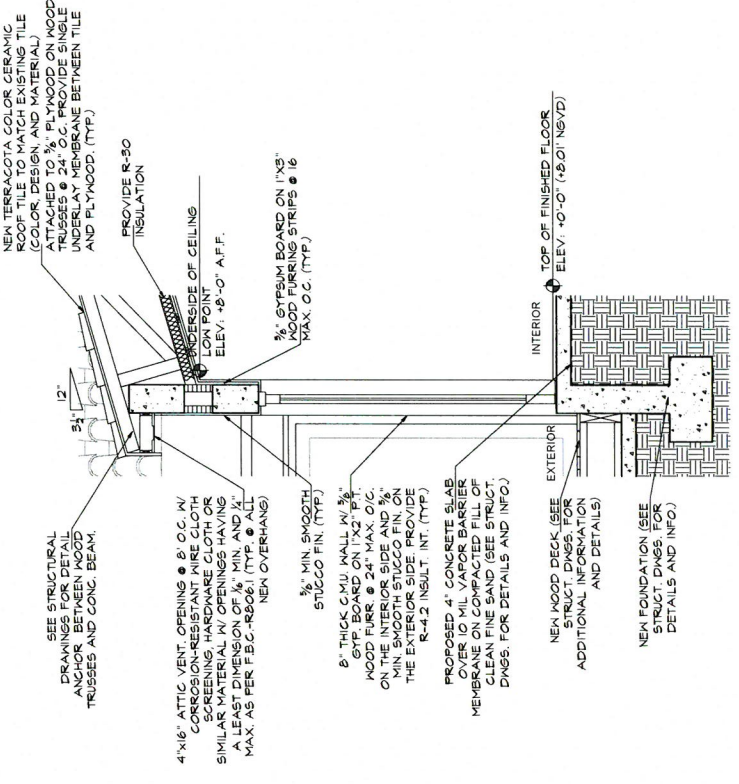 NEW TERRACOTA COLOR CERAMIC
ROOF TILE TO MATCH EXISTING TILE
(COLOR, DESIGN, AND MATERIAL)
ATTACHED TO 5/8" PLYWOOD ON WOOD
TRUSSES @ 24" O.C. PROVIDE SINGLE
UNDERLAY MEMBRANE BETWEEN TILE
AND PLYWOOD. (TYP.)
PROVIDE R-30
INSULATION
UNDERSIDE OF CEILING
LOW POINT
ELEV: +8'-0" A.F.F.
5/8" GYPSUM BOARD ON 1"X3"
WOOD FURRING STRIPS @ 16
MAX. O.C. (TYP.)
TOP OF FINISHED FLOOR
ELEV: +0'-0" (+8.01' NGVD)
12"
3½"
INTERIOR
EXTERIOR
SEE STRUCTURAL
DRAWINGS FOR DETAIL
ANCHOR BETWEEN WOOD
TRUSSES AND CONC. BEAM.
4"x16" ATTIC VENT. OPENING @ 8' O.C. W/
CORROSION-RESISTANT WIRE CLOTH
SCREENING, HARDWARE CLOTH OR
SIMILAR MATERIAL W/ OPENINGS HAVING
A LEAST DIMENSION OF 1/16" MIN. AND 1/4"
MAX. AS PER F.B.C.-R806.1 (TYP. @ ALL
NEW OVERHANG)
5/8" MIN. SMOOTH
STUCCO FIN. (TYP.)
8" THICK C.M.U. WALL W/ 5/8"
GYP. BOARD ON 1"X2" P.T.
WOOD FURR. @ 24" MAX. O/C.
ON THE INTERIOR SIDE AND 5/8"
MIN. SMOOTH STUCCO FIN. ON
THE EXTERIOR SIDE. PROVIDE
R-4.2 INSULT. INT. (TYP.)
PROPOSED 4" CONCRETE SLAB
OVER 10 MIL VAPOR BARRIER
MEMBRANE ON COMPACTED FILL OF
CLEAN FINE SAND (SEE STRUCT.
DWGS. FOR DETAILS AND INFO.)
NEW WOOD DECK (SEE
STRUCT. DWGS. FOR
ADDITIONAL INFORMATION
AND DETAILS)
NEW FOUNDATION (SEE
STRUCT. DWGS. FOR
DETAILS AND INFO.)